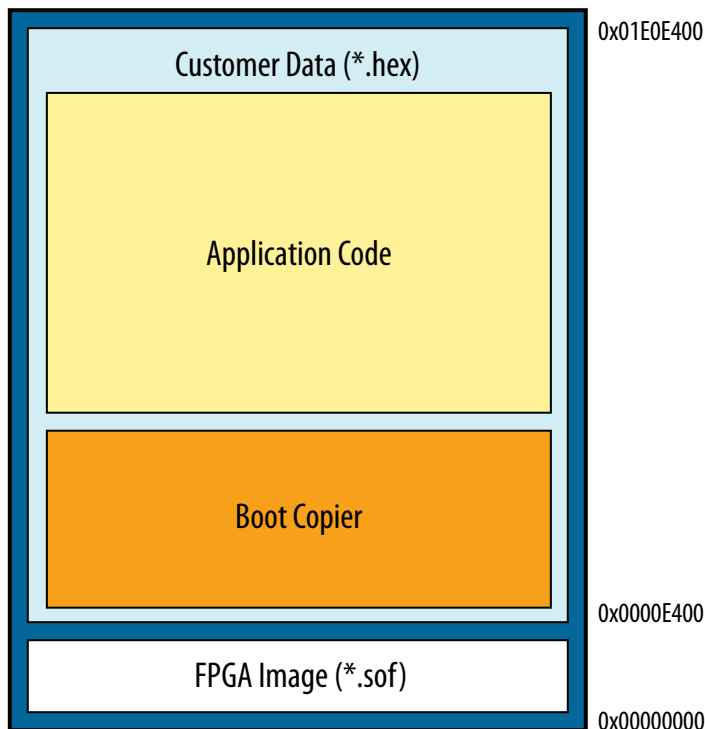 0x01E0E400
Customer Data (*.hex)
Application Code
Boot Copier
0x0000E400
FPGA Image (*.sof)
0x00000000